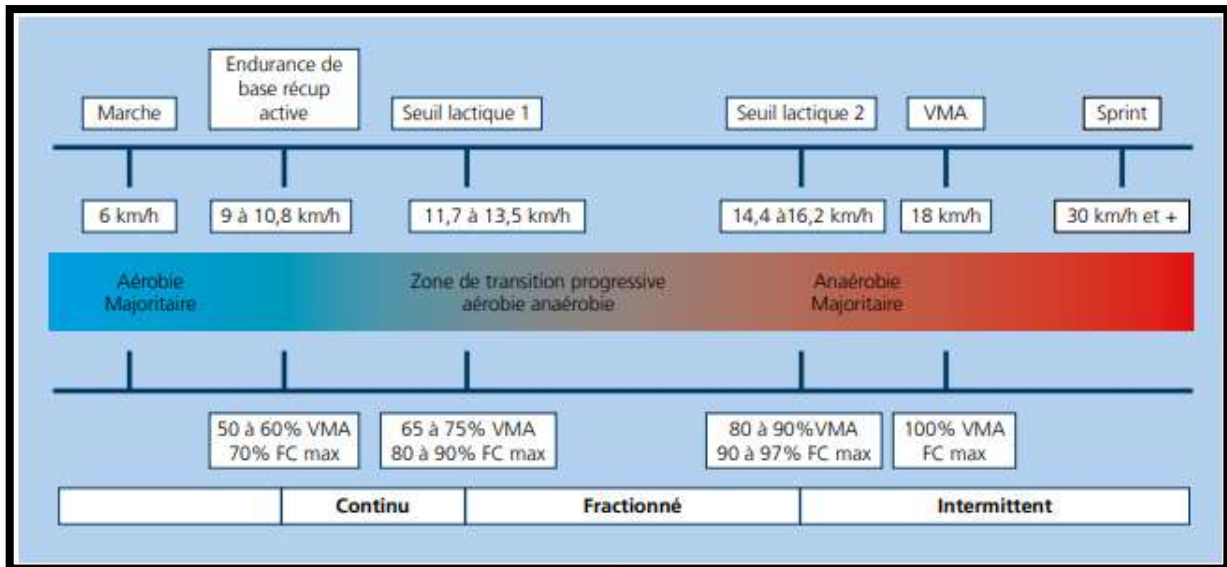 Marche
Endurance de
base récup
active
Seuil lactique 1
Seuil lactique 2
VMA
Sprint
6 km/h
9 à 10,8 km/h
11,7 à 13,5 km/h
14,4 à16,2 km/h
18 km/h
30 km/h et +
Aérobie
Majoritaire
Zone de transition progressive
aérobie anaérobie
Anaérobie
Majoritaire
50 à 60% VMA
70% FC max
65 à 75% VMA
80 à 90% FC max
80 à 90%VMA
90 à 97% FC max
100% VMA
FC max
Continu
Fractionné
Intermittent